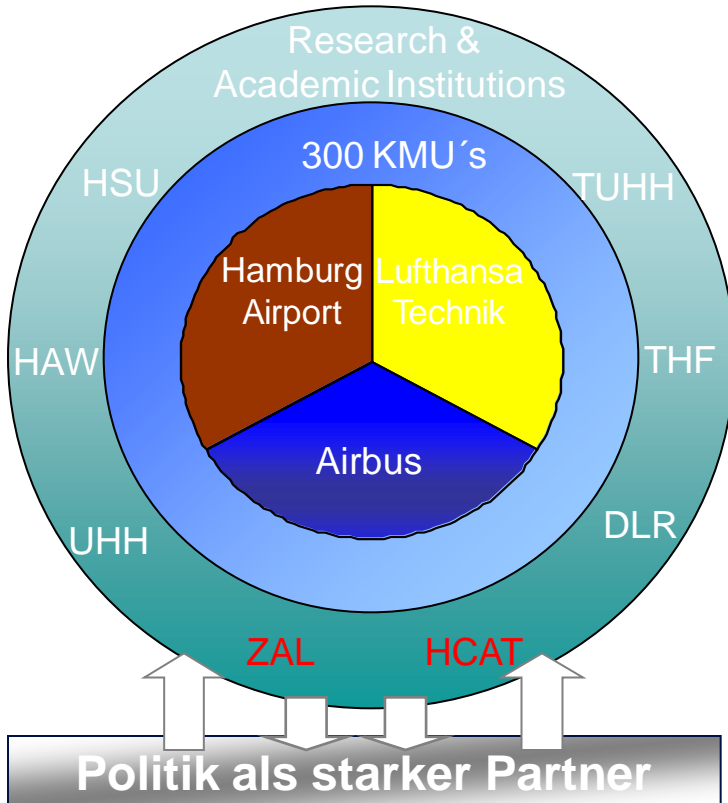 Research &
Academic Institutions
300 KMU´s
HSU
TUHH
Hamburg
Airport
Lufthansa
Technik
HAW
THF
Airbus
UHH
DLR
ZAL
HCAT
Politik als starker Partner